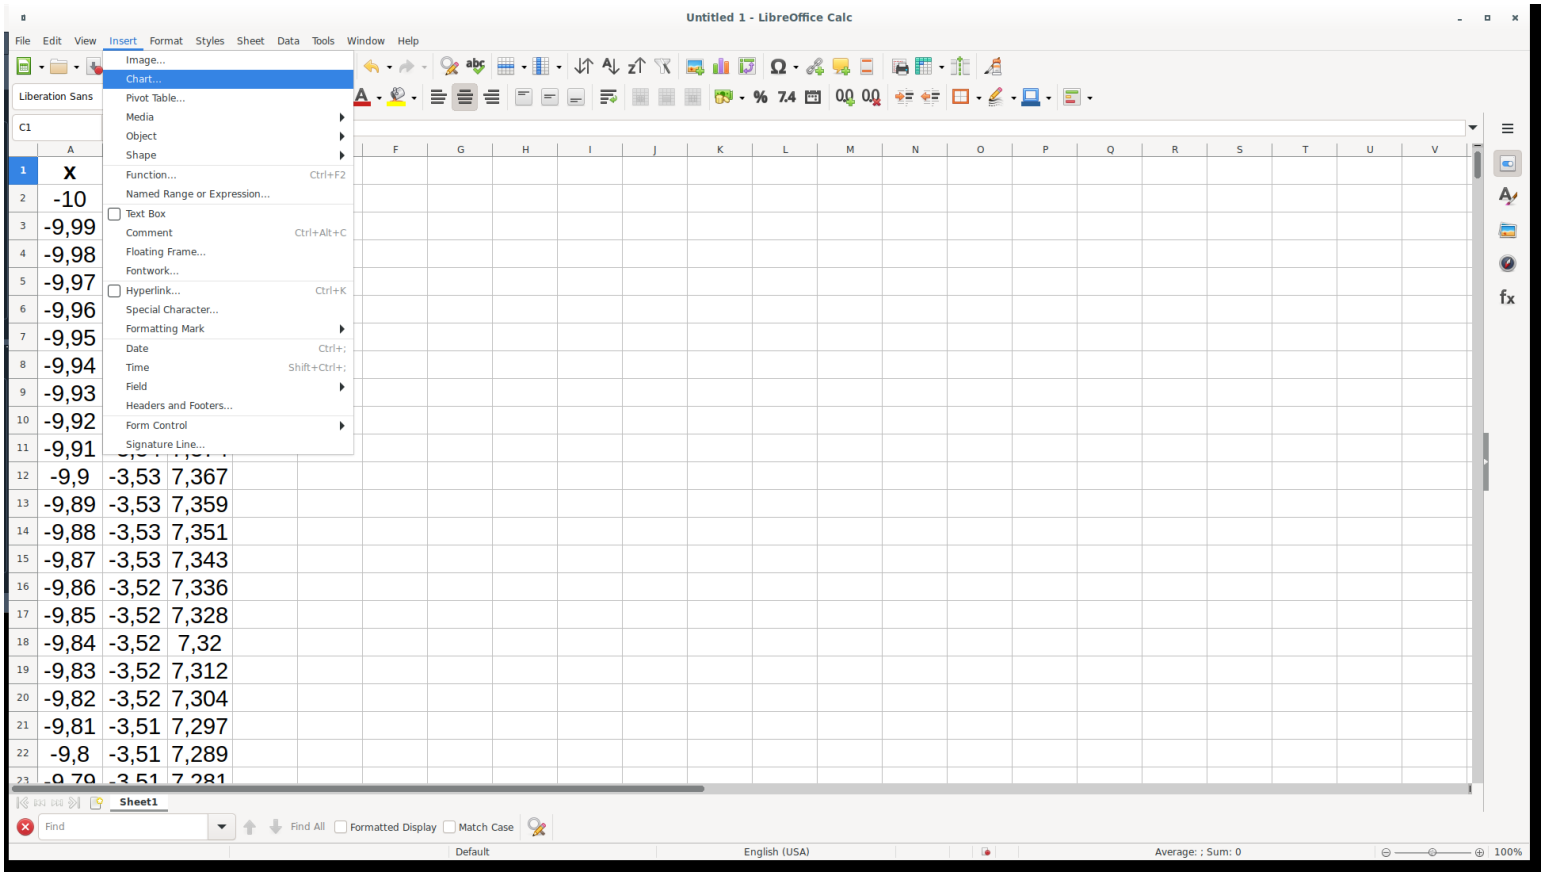 Untitled 1 - LibreOffice Calc
File Edit View Insert Format Styles Sheet Data Tools Window Help
Image...
Chart...
Liberation Sans
Pivot Table...
% 7.4
C1
Media
Object
A F G H I J K L M N O P Q R S T U V
Shape
1 x
Function... Ctrl+F2
2 -10
Named Range or Expression...
Text Box
3 -9,99
Comment Ctrl+Alt+C
4 -9,98
Floating Frame...
Fontwork...
5 -9,97
Hyperlink... Ctrl+K
6 -9,96
Special Character...
Formatting Mark
7 -9,95
Date Ctrl+;
8 -9,94
Time Shift+Ctrl+;
Field
9 -9,93
Headers and Footers...
10 -9,92
Form Control
Signature Line...
11 -9,91
12 -9,9 -3,53 7,367
13 -9,89 -3,53 7,359
14 -9,88 -3,53 7,351
15 -9,87 -3,53 7,343
16 -9,86 -3,52 7,336
17 -9,85 -3,52 7,328
18 -9,84 -3,52 7,32
19 -9,83 -3,52 7,312
20 -9,82 -3,52 7,304
21 -9,81 -3,51 7,297
22 -9,8 -3,51 7,289
23 -9,79 -3,51 7,281
Sheet1
Find Find All Formatted Display Match Case
Default English (USA) Average: ; Sum: 0 100%